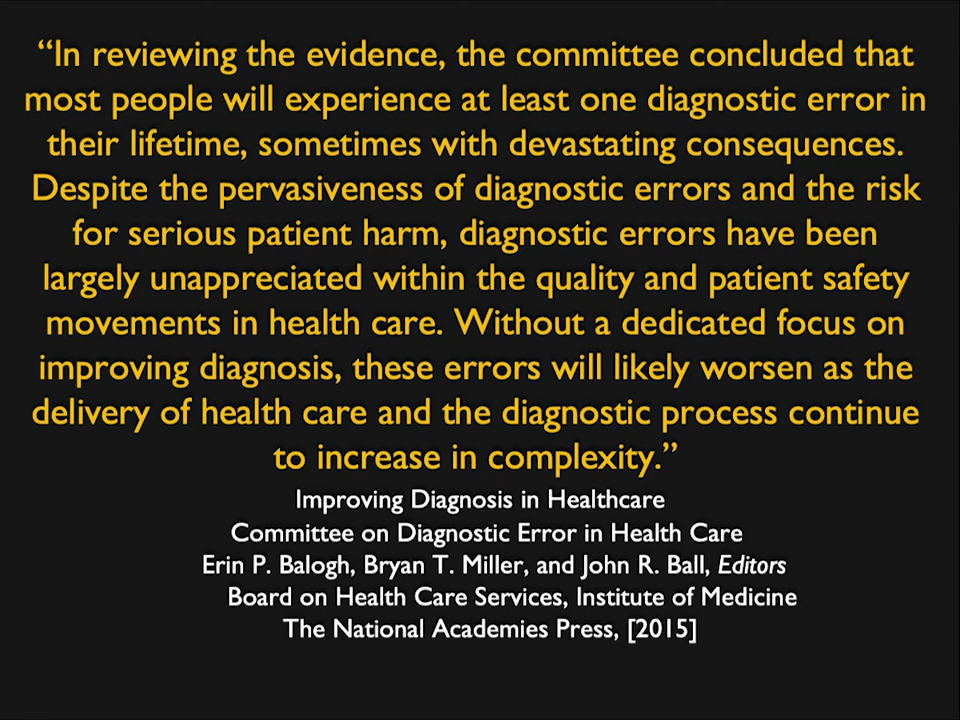 “In reviewing the evidence, the committee concluded that
most people will experience at least one diagnostic error in
their lifetime, sometimes with devastating consequences.
Despite the pervasiveness of diagnostic errors and the risk
for serious patient harm, diagnostic errors have been
largely unappreciated within the quality and patient safety
movements in health care. Without a dedicated focus on
improving diagnosis, these errors will likely worsen as the
delivery of health care and the diagnostic process continue
to increase in complexity.”
Improving Diagnosis in Healthcare
Committee on Diagnostic Error in Health Care
Erin P. Balogh, Bryan T. Miller, and John R. Ball, Editors
Board on Health Care Services, Institute of Medicine
The National Academies Press, [2015]